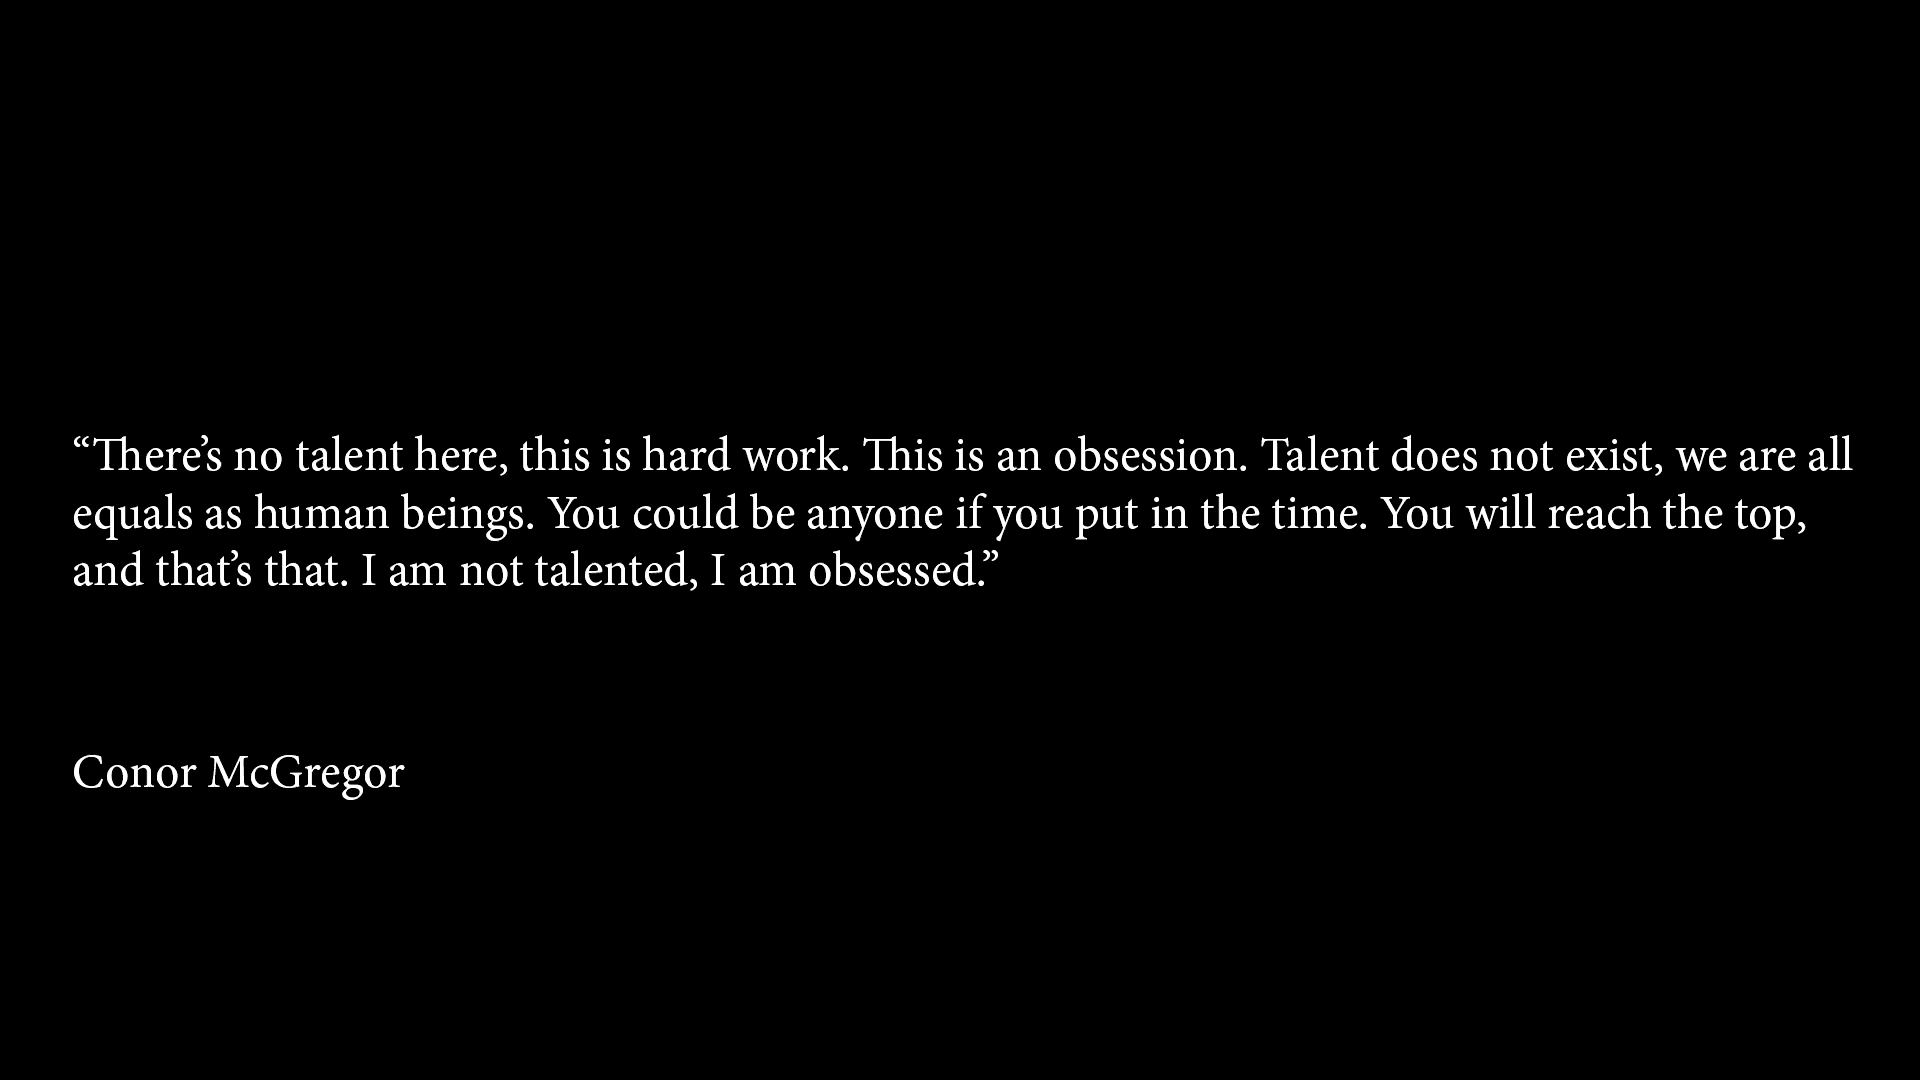 “There’s no talent here, this is hard work. This is an obsession. Talent does not exist, we are all
equals as human beings. You could be anyone if you put in the time. You will reach the top,
and that’s that. I am not talented, I am obsessed.”
Conor McGregor